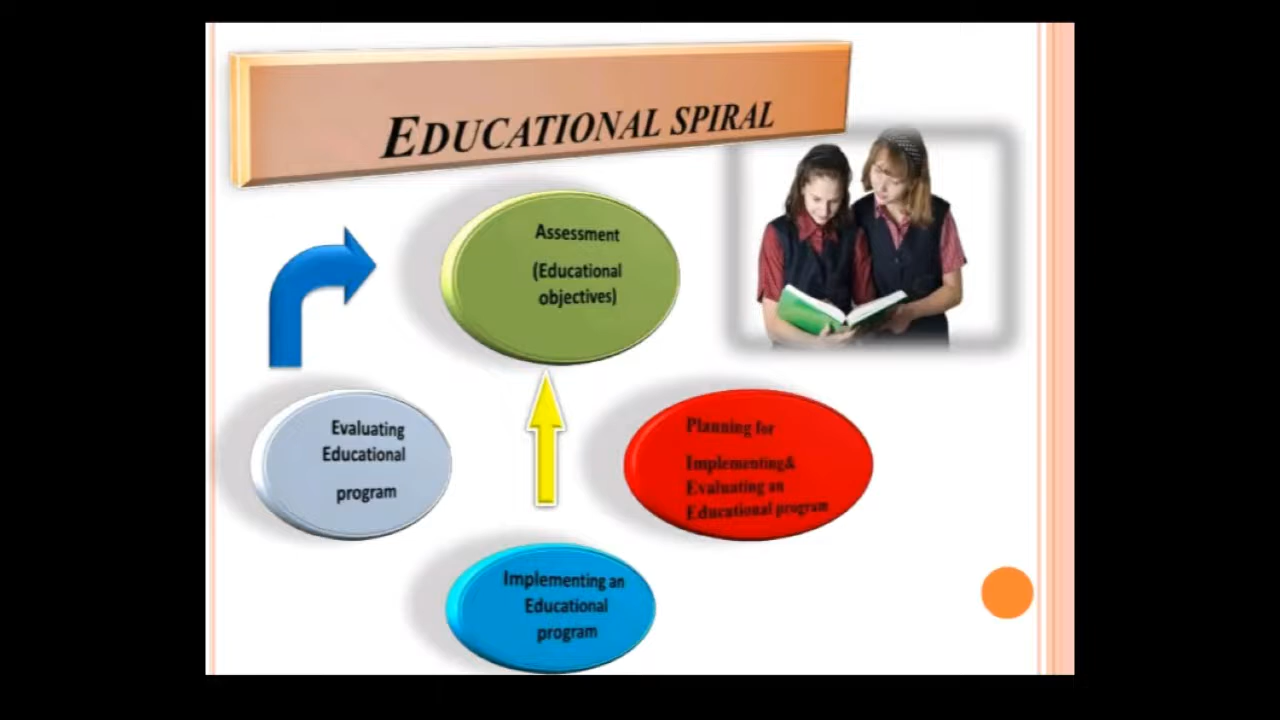 EDUCATIONAL SPIRAL
Assessment
(Educational
objectives)
Evaluating
Educational
program
Planning for
Implementing&
Evaluating an
Educational program
Implementing an
Educational
program